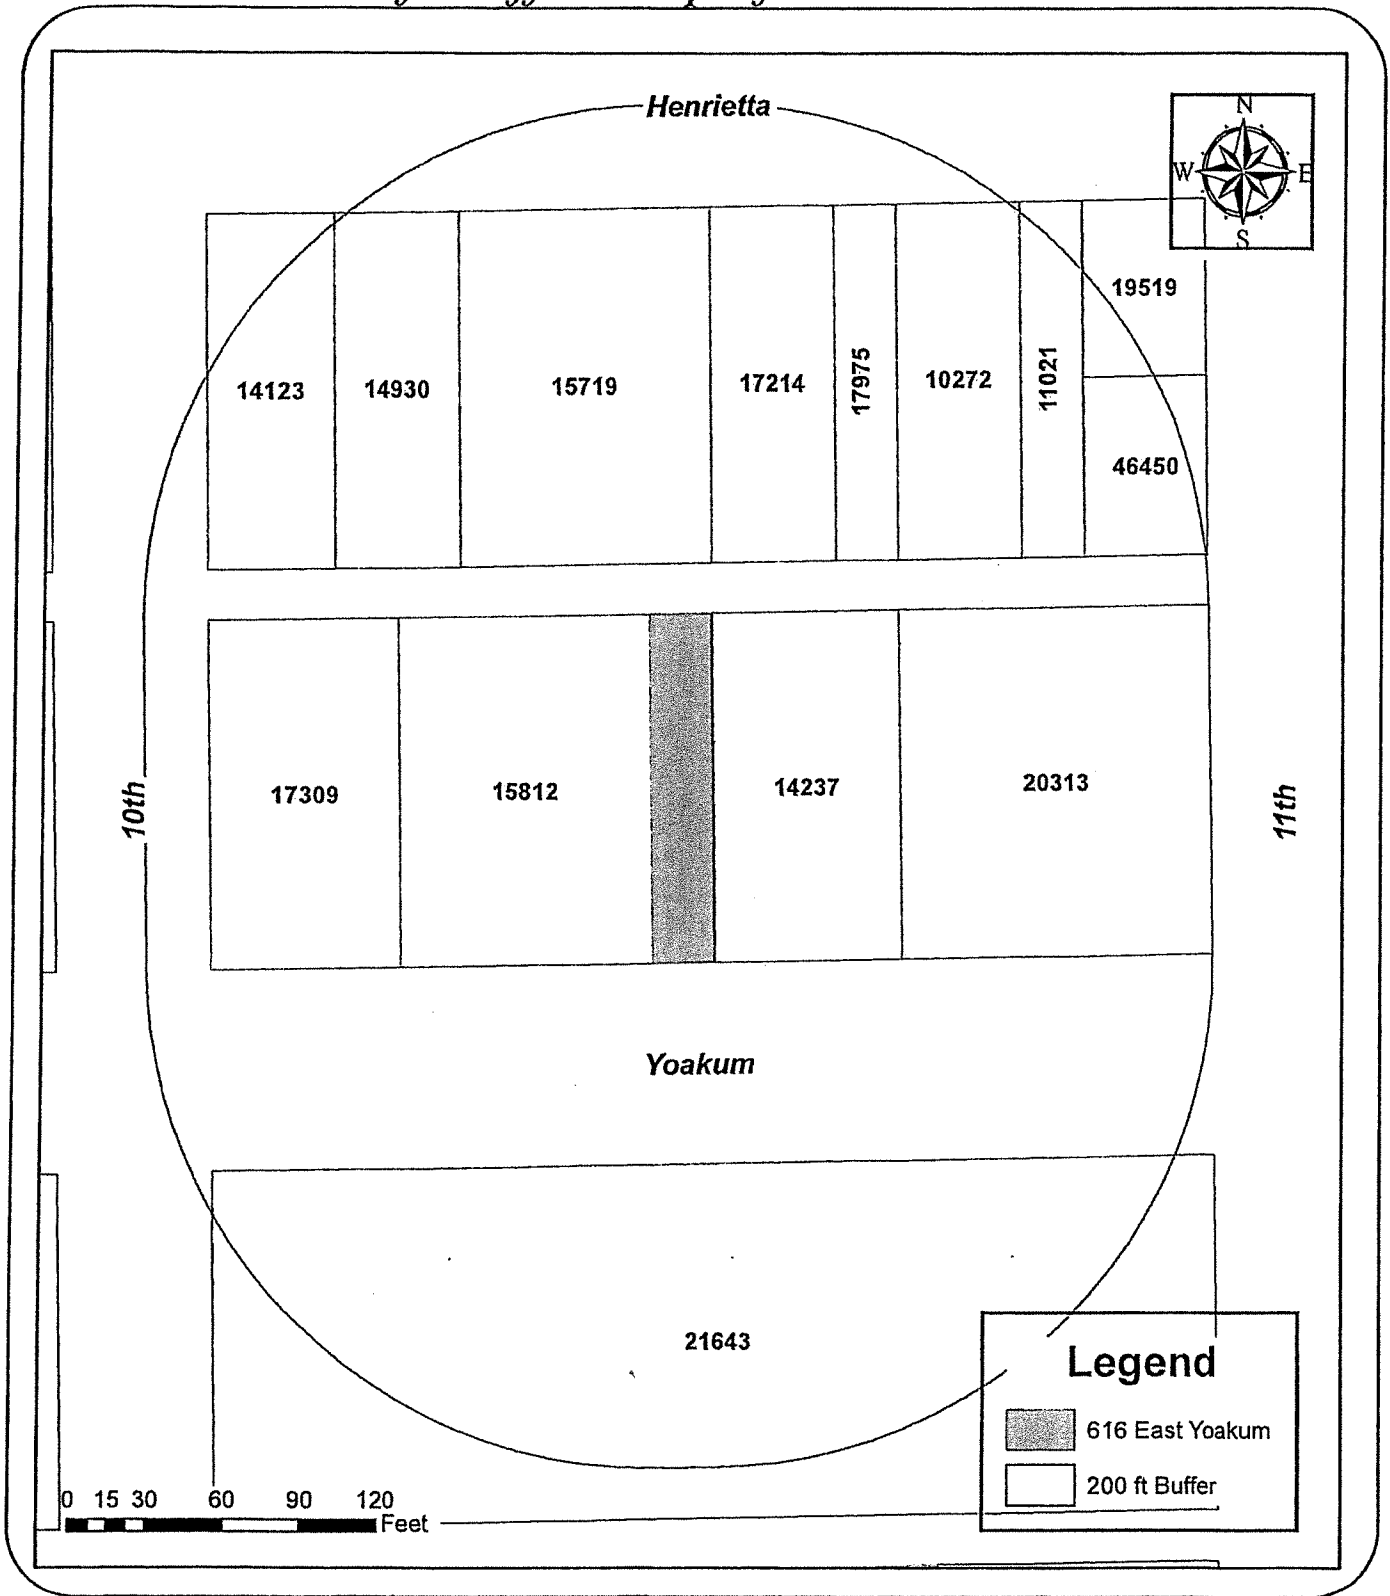 Henrietta
N
W E
S
19519
14123 14930 15719 17214 17975 10272 11021
46450
17309 15812 14237 20313
10th
11th
Yoakum
21643
Legend
616 East Yoakum
200 ft Buffer
0 15 30 60 90 120
Feet